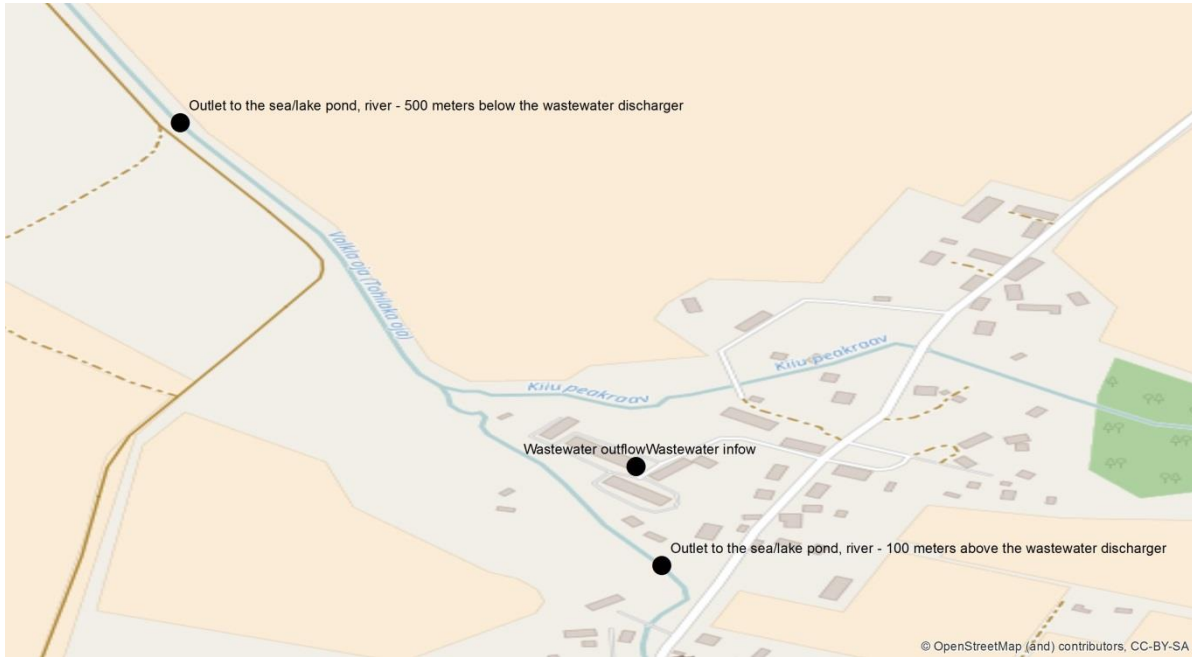 Outlet to the sea/lake pond, river - 500 meters below the wastewater discharger
Valkla oja (Tohilaka oja)
Kiiu peakraav
Kiiu peakraav
Wastewater outflowWastewater infow
Outlet to the sea/lake pond, river - 100 meters above the wastewater discharger
© OpenStreetMap (and) contributors, CC-BY-SA